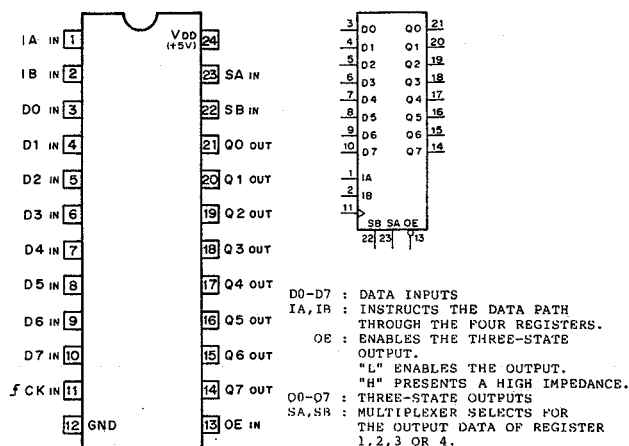 IA IN 1
IB IN 2
D0 IN 3
D1 IN 4
D2 IN 5
D3 IN 6
D4 IN 7
D5 IN 8
D6 IN 9
D7 IN 10
CK IN 11
12 GND
VDD
(+5V)
24
23 SA IN
22 SB IN
21 Q0 OUT
20 Q1 OUT
19 Q2 OUT
18 Q3 OUT
17 Q4 OUT
16 Q5 OUT
15 Q6 OUT
14 Q7 OUT
13 OE IN
3 D0 Q0 21
4 D1 Q1 20
5 D2 Q2 19
6 D3 Q3 18
7 D4 Q4 17
8 D5 Q5 16
9 D6 Q6 15
10 D7 Q7 14
1 IA
2 IB
11
SB SA OE
22 23 13
D0-D7 : DATA INPUTS
IA,IB : INSTRUCTS THE DATA PATH
THROUGH THE FOUR REGISTERS.
OE : ENABLES THE THREE-STATE
OUTPUT.
"L" ENABLES THE OUTPUT.
"H" PRESENTS A HIGH IMPEDANCE.
Q0-Q7 : THREE-STATE OUTPUTS
SA,SB : MULTIPLEXER SELECTS FOR
THE OUTPUT DATA OF REGISTER
1,2,3 OR 4.